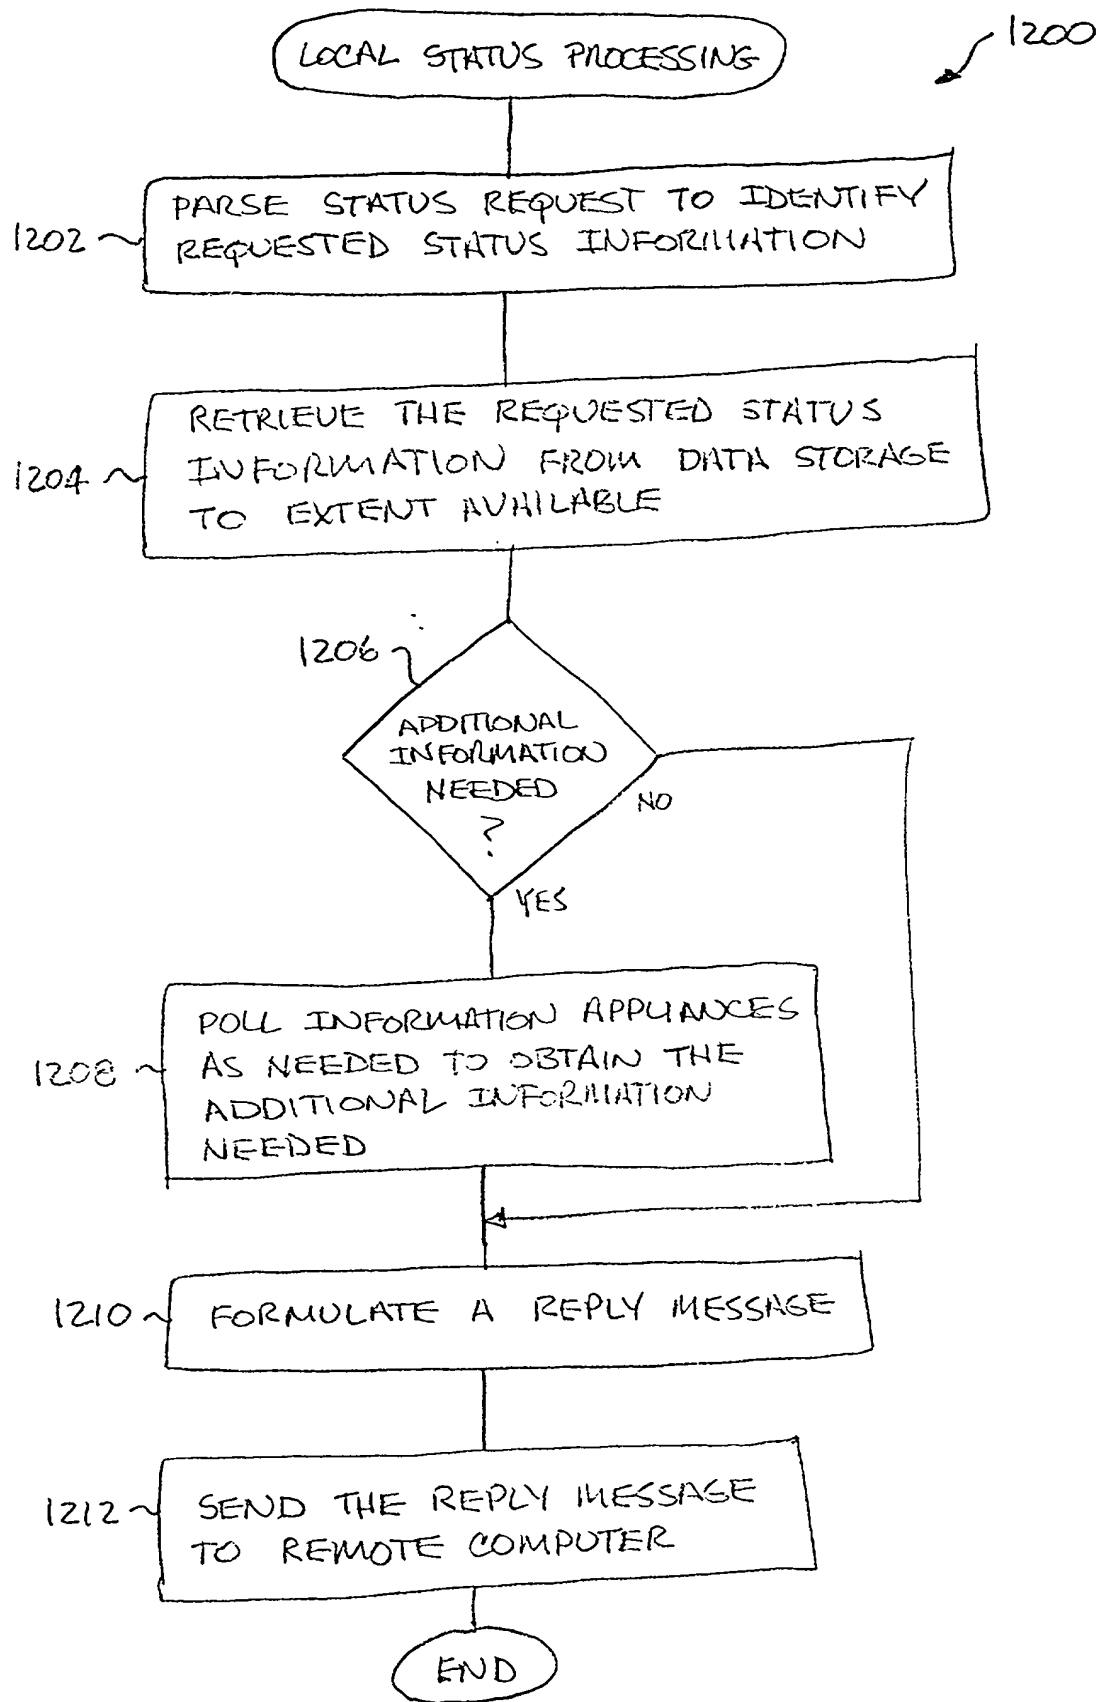 LOCAL STATUS PROCESSING
1200
PARSE STATUS REQUEST TO IDENTIFY
1202
REQUESTED STATUS INFORMATION
RETRIEVE THE REQUESTED STATUS
1204
INFORMATION FROM DATA STORAGE
TO EXTENT AVAILABLE
1206
ADDITIONAL
INFORMATION
NEEDED
?
NO
YES
POLL INFORMATION APPLIANCES
1208
AS NEEDED TO OBTAIN THE
ADDITIONAL INFORMATION
NEEDED
1210
FORMULATE A REPLY MESSAGE
1212
SEND THE REPLY MESSAGE
TO REMOTE COMPUTER
END